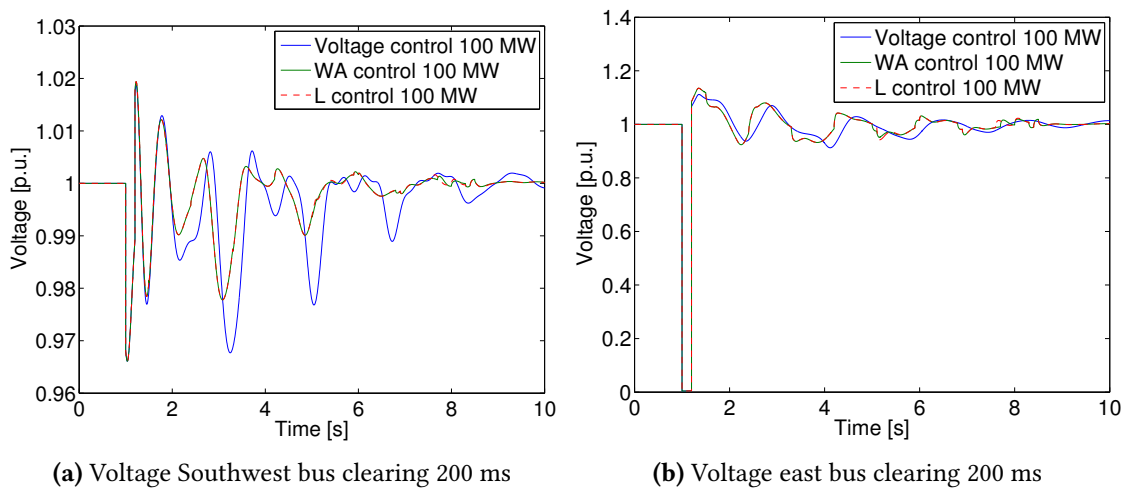 1.03
1.02
1.01
1
0.99
0.98
0.97
0.96
Voltage [p.u.]
Voltage control 100 MW
WA control 100 MW
L control 100 MW
0 2 4 6 8 10
Time [s]
(a) Voltage Southwest bus clearing 200 ms
1.4
1.2
1
0.8
0.6
0.4
0.2
0
Voltage [p.u.]
Voltage control 100 MW
WA control 100 MW
L control 100 MW
0 2 4 6 8 10
Time [s]
(b) Voltage east bus clearing 200 ms